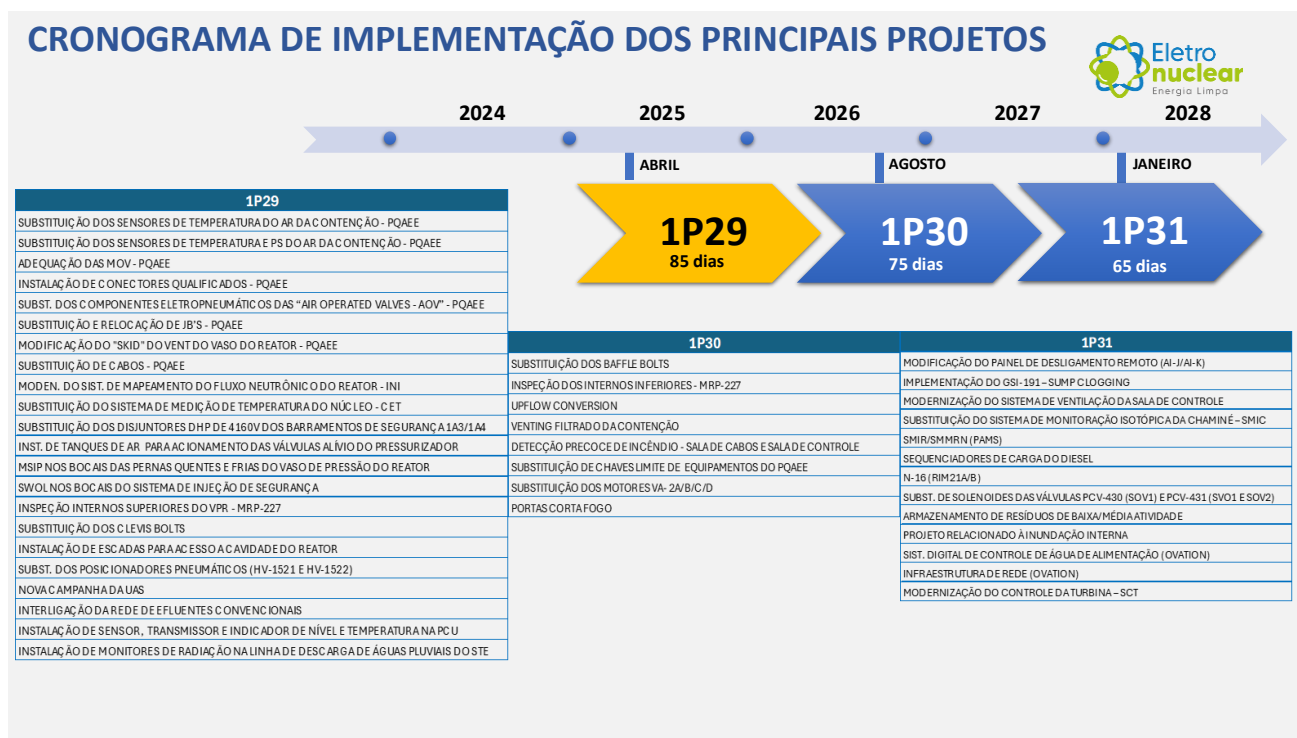 CRONOGRAMA DE IMPLEMENTAÇÃO DOS PRINCIPAIS PROJETOS
Eletro
nuclear
Energia Limpa
2024 2025 2026 2027 2028
ABRIL AGOSTO JANEIRO
1P29
85 dias
1P30
75 dias
1P31
65 dias
1P29
SUBSTITUIÇÃO DOS SENSORES DE TEMPERATURA DO AR DA CONTENÇÃO - PQAEE
SUBSTITUIÇÃO DOS SENSORES DE TEMPERATURA E PS DO AR DA CONTENÇÃO - PQAEE
ADEQUAÇÃO DAS MOV - PQAEE
INSTALAÇÃO DE CONECTORES QUALIFICADOS - PQAEE
SUBST. DOS COMPONENTES ELETROPNEUMÁTICOS DAS “AIR OPERATED VALVES - AOV” - PQAEE
SUBSTITUIÇÃO E RELOCAÇÃO DE JB'S - PQAEE
MODIFICAÇÃO DO "SKID" DO VENT DO VASO DO REATOR - PQAEE
SUBSTITUIÇÃO DE CABOS - PQAEE
MODEN. DO SIST. DE MAPEAMENTO DO FLUXO NEUTRÔNICO DO REATOR - INI
SUBSTITUIÇÃO DO SISTEMA DE MEDIÇÃO DE TEMPERATURA DO NÚCLEO - CET
SUBSTITUIÇÃO DOS DISJUNTORES DHP DE 4160V DOS BARRAMENTOS DE SEGURANÇA 1A3/1A4
INST. DE TANQUES DE AR PARA ACIONAMENTO DAS VÁLVULAS ALÍVIO DO PRESSURIZADOR
MSIP NOS BOCAIS DAS PERNAS QUENTES E FRIAS DO VASO DE PRESSÃO DO REATOR
SWOL NOS BOCAIS DO SISTEMA DE INJEÇÃO DE SEGURANÇA
INSPEÇÃO INTERNOS SUPERIORES DO VPR - MRP-227
SUBSTITUIÇÃO DOS CLEVIS BOLTS
INSTALAÇÃO DE ESCADAS PARA ACESSO A CAVIDADE DO REATOR
SUBST. DOS POSICIONADORES PNEUMÁTICOS (HV-1521 E HV-1522)
NOVA CAMPANHA DA UAS
INTERLIGAÇÃO DA REDE DE EFLUENTES CONVENCIONAIS
INSTALAÇÃO DE SENSOR, TRANSMISSOR E INDICADOR DE NÍVEL E TEMPERATURA NA PCU
INSTALAÇÃO DE MONITORES DE RADIAÇÃO NA LINHA DE DESCARGA DE ÁGUAS PLUVIAIS DO STE
1P30
SUBSTITUIÇÃO DOS BAFFLE BOLTS
INSPEÇÃO DOS INTERNOS INFERIORES - MRP-227
UPFLOW CONVERSION
VENTING FILTRADO DA CONTENÇÃO
DETECÇÃO PRECOCE DE INCÊNDIO - SALA DE CABOS E SALA DE CONTROLE
SUBSTITUIÇÃO DE CHAVES LIMITE DE EQUIPAMENTOS DO PQAEE
SUBSTITUIÇÃO DOS MOTORES VA- 2A/B/C/D
PORTAS CORTA FOGO
1P31
MODIFICAÇÃO DO PAINEL DE DESLIGAMENTO REMOTO (AI-J/AI-K)
IMPLEMENTAÇÃO DO GSI-191 – SUMP CLOGGING
MODERNIZAÇÃO DO SISTEMA DE VENTILAÇÃO DA SALA DE CONTROLE
SUBSTITUIÇÃO DO SISTEMA DE MONITORAÇÃO ISOTÓPICA DA CHAMINÉ – SMIC
SMIR/SMMRN (PAMS)
SEQUENCIADORES DE CARGA DO DIESEL
N-16 (RIM21A/B)
SUBST. DE SOLENOIDES DAS VÁLVULAS PCV-430 (SOV1) E PCV-431 (SVO1 E SOV2)
ARMAZENAMENTO DE RESÍDUOS DE BAIXA/MÉDIA ATIVIDADE
PROJETO RELACIONADO À INUNDAÇÃO INTERNA
SIST. DIGITAL DE CONTROLE DE ÁGUA DE ALIMENTAÇÃO (OVATION)
INFRAESTRUTURA DE REDE (OVATION)
MODERNIZAÇÃO DO CONTROLE DA TURBINA – SCT